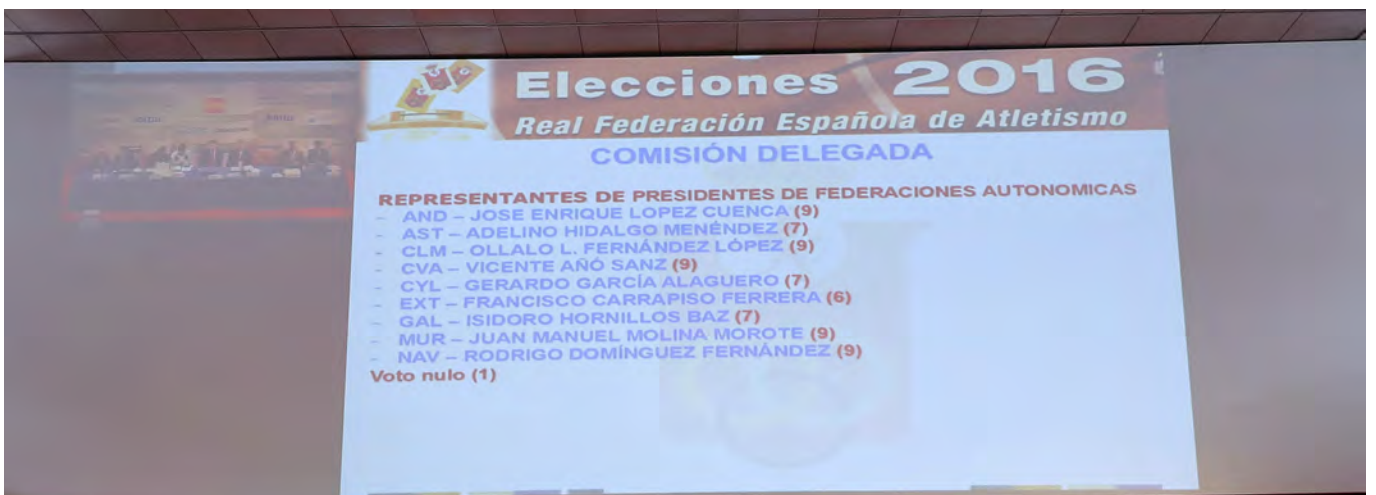 Elecciones 2016
Real Federación Española de Atletismo
COMISIÓN DELEGADA
REPRESENTANTES DE PRESIDENTES DE FEDERACIONES AUTONOMICAS
- AND – JOSE ENRIQUE LOPEZ CUENCA (9)
- AST – ADELINO HIDALGO MENÉNDEZ (7)
- CLM – OLLALO L. FERNÁNDEZ LÓPEZ (9)
- CVA – VICENTE AÑÓ SANZ (9)
- CYL – GERARDO GARCÍA ALAGUERO (7)
- EXT – FRANCISCO CARRAPISO FERRERA (6)
- GAL – ISIDORO HORNILLOS BAZ (7)
- MUR – JUAN MANUEL MOLINA MOROTE (9)
- NAV – RODRIGO DOMÍNGUEZ FERNÁNDEZ (9)
Voto nulo (1)